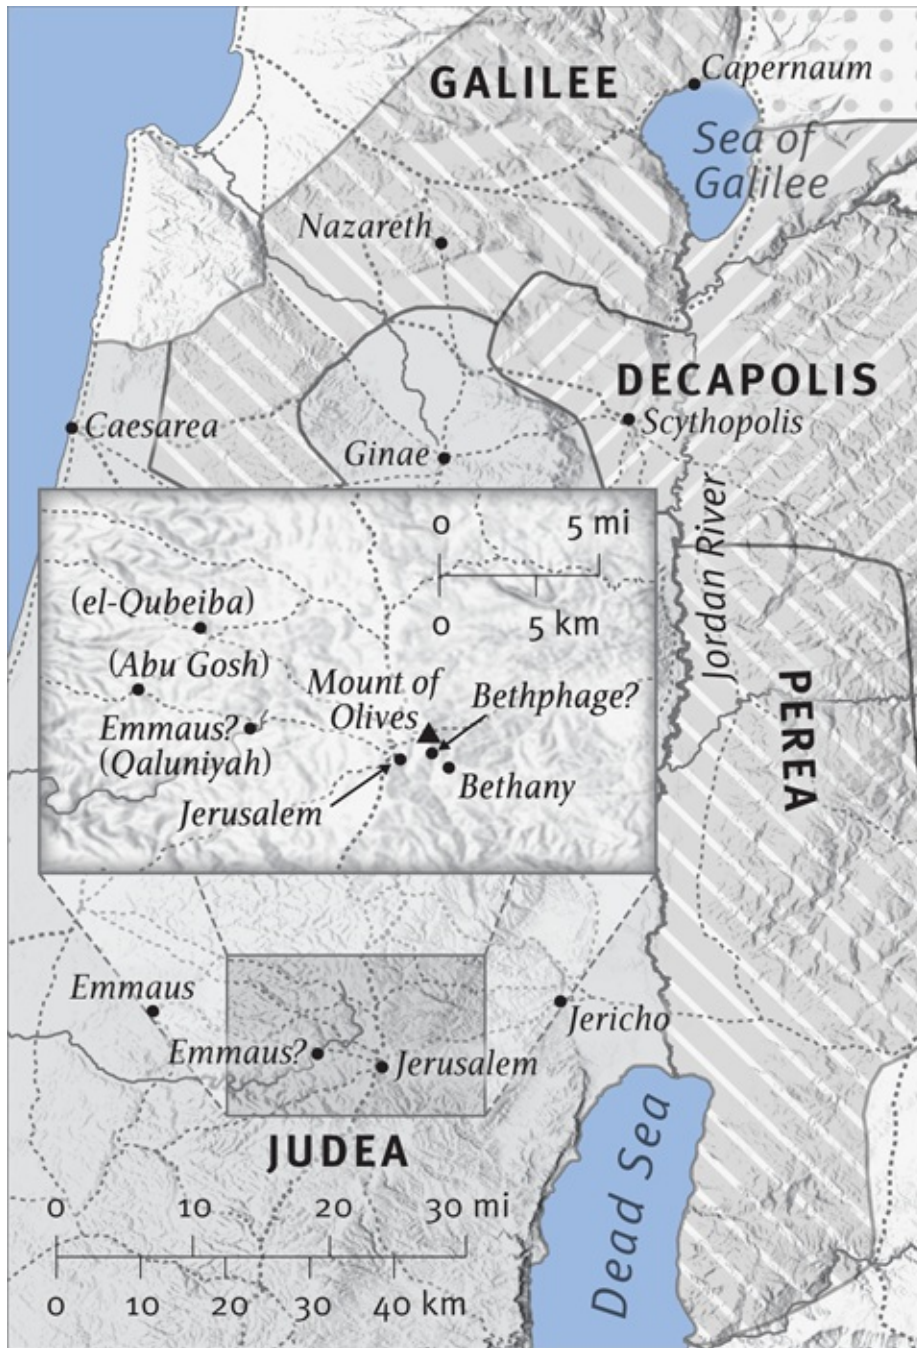 GALILEE
Capernaum
Sea of
Galilee
Nazareth
DECAPOLIS
Caesarea
Scythopolis
Ginae
Jordan River
0 5 mi
0 5 km
(el-Qubeiba)
(Abu Gosh)
Mount of
Olives
Bethphage?
Emmaus?
(Qaluniyah)
Bethany
Jerusalem
PEREA
Emmaus
Jericho
Emmaus?
Jerusalem
JUDEA
Dead Sea
0 10 20 30 mi
0 10 20 30 40 km